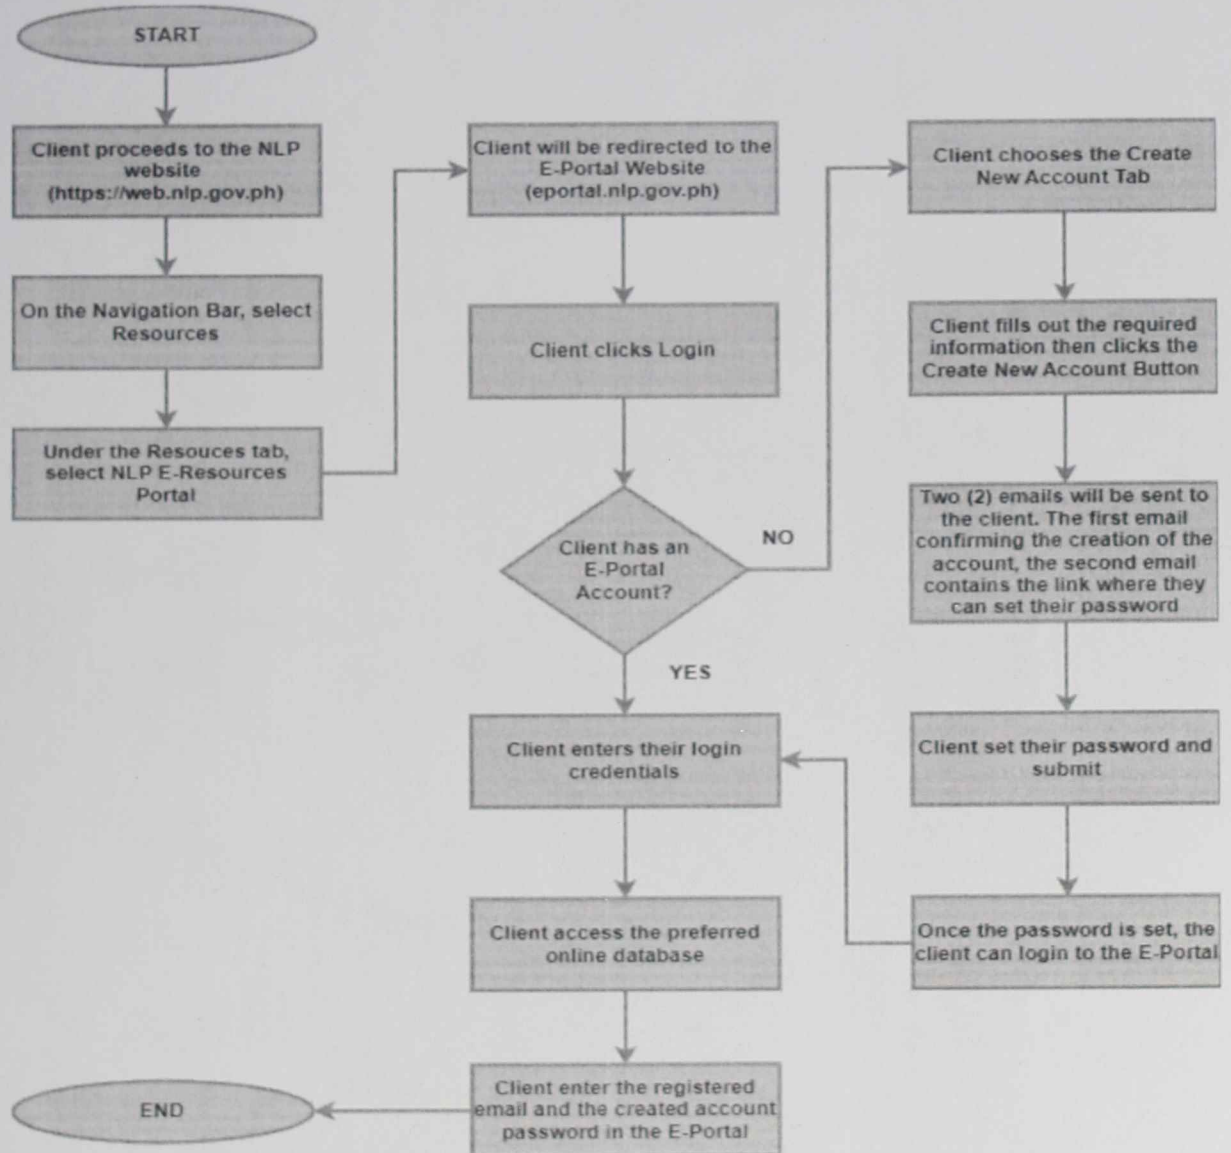 START
Client proceeds to the NLP
website
(https://web.nlp.gov.ph)
On the Navigation Bar, select
Resources
Under the Resouces tab,
select NLP E-Resources
Portal
Client will be redirected to the
E-Portal Website
(eportal.nlp.gov.ph)
Client clicks Login
Client has an
E-Portal
Account?
NO
YES
Client enters their login
credentials
Client access the preferred
online database
Client enter the registered
email and the created account
password in the E-Portal
END
Client chooses the Create
New Account Tab
Client fills out the required
information then clicks the
Create New Account Button
Two (2) emails will be sent to
the client. The first email
confirming the creation of the
account, the second email
contains the link where they
can set their password
Client set their password and
submit
Once the password is set, the
client can login to the E-Portal